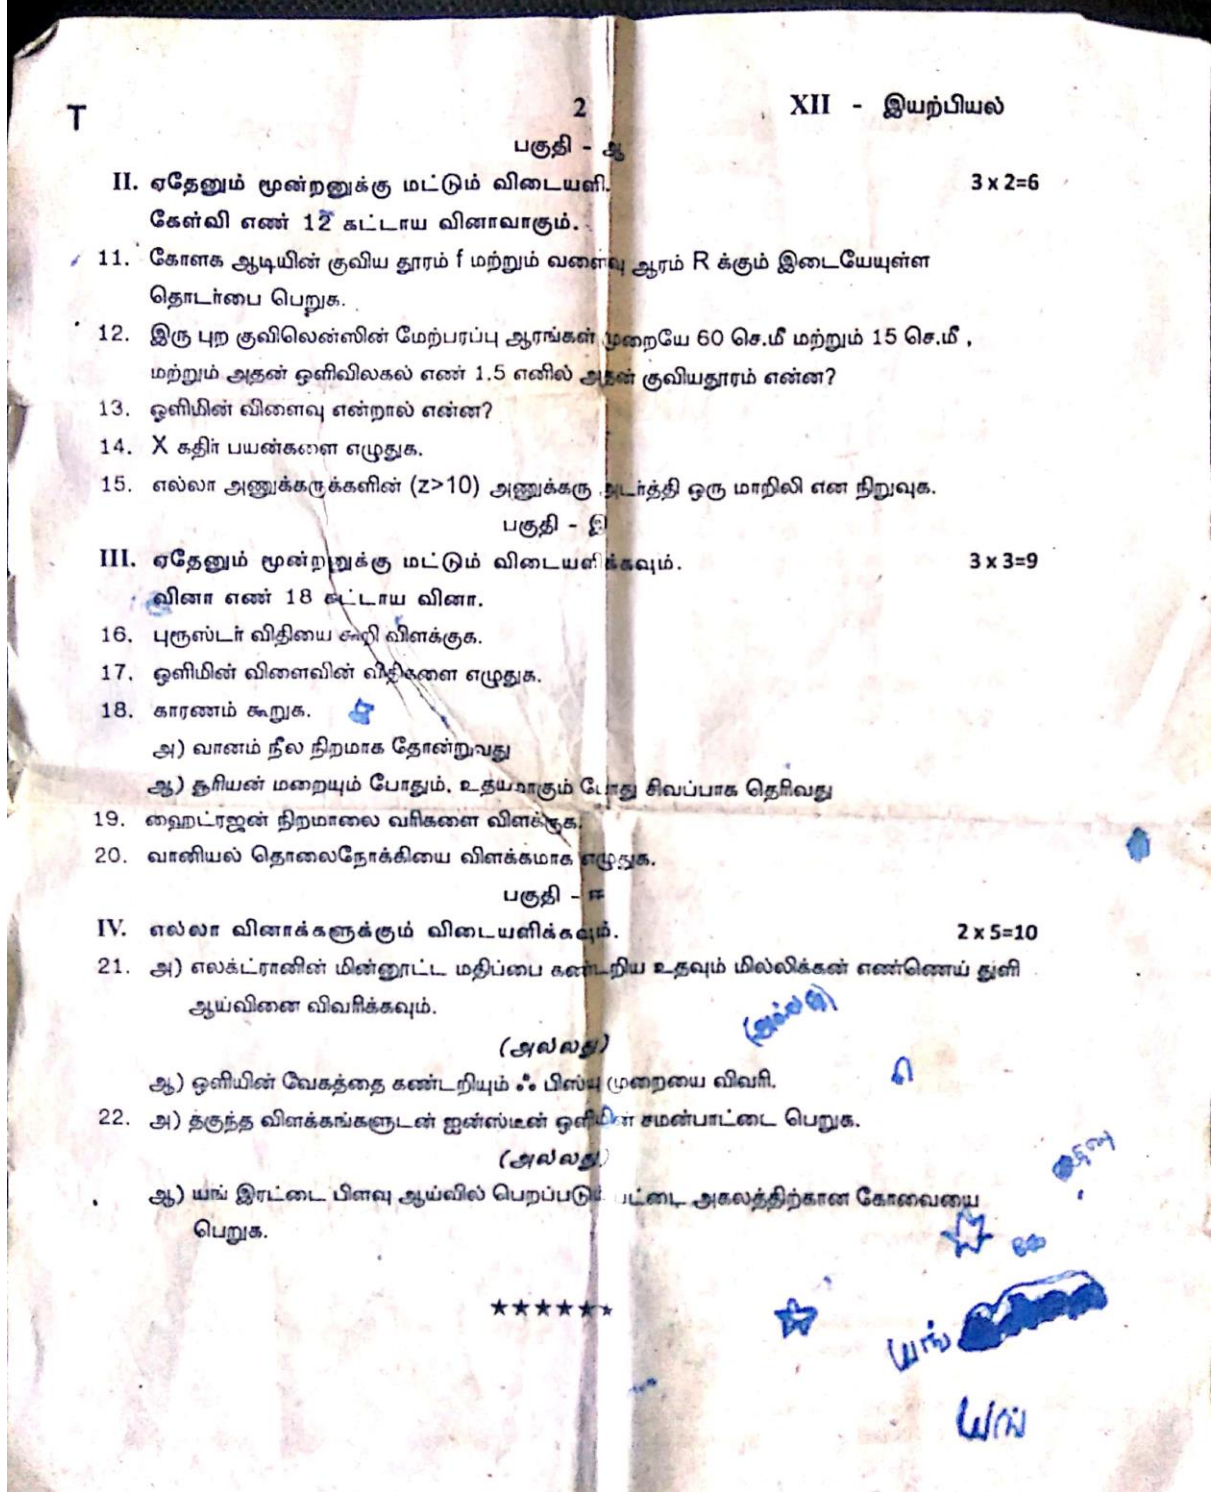 T 2 XII - இயற்பியல்
பகுதி - ஆ
II. ஏதேனும் மூன்றனுக்கு மட்டும் விடையளி. 3 x 2=6
கேள்வி எண் 12 கட்டாய வினாவாகும்.
11. கோளக ஆடியின் குவிய தூரம் f மற்றும் வளைவு ஆரம் R க்கும் இடையேயுள்ள
தொடர்பை பெறுக.
12. இரு புற குவிலென்ஸின் மேற்பரப்பு ஆரங்கள் முறையே 60 செ.மீ மற்றும் 15 செ.மீ ,
மற்றும் அதன் ஒளிவிலகல் எண் 1.5 எனில் அதன் குவியதூரம் என்ன?
13. ஒளிமின் விளைவு என்றால் என்ன?
14. X கதிர் பயன்களை எழுதுக.
15. எல்லா அணுக்கருக்களின் (z>10) அணுக்கரு அடர்த்தி ஒரு மாறிலி என நிறுவுக.
பகுதி - இ
III. ஏதேனும் மூன்றனுக்கு மட்டும் விடையளிக்கவும். 3 x 3=9
வினா எண் 18 கட்டாய வினா.
16. புரூஸ்டர் விதியை கூறி விளக்குக.
17. ஒளிமின் விளைவின் விதிகளை எழுதுக.
18. காரணம் கூறுக.
அ) வானம் நீல நிறமாக தோன்றுவது
ஆ) சூரியன் மறையும் போதும், உதயமாகும் போது சிவப்பாக தெரிவது
19. ஹைட்ரஜன் நிறமாலை வரிகளை விளக்குக.
20. வானியல் தொலைநோக்கியை விளக்கமாக எழுதுக.
பகுதி - ஈ
IV. எல்லா வினாக்களுக்கும் விடையளிக்கவும். 2 x 5=10
21. அ) எலக்ட்ரானின் மின்னூட்ட மதிப்பை கண்டறிய உதவும் மில்லிக்கன் எண்ணெய் துளி
ஆய்வினை விவரிக்கவும்.
(அல்லது)
(அல்லது)
ஆ) ஒளியின் வேகத்தை கண்டறியும் ஃ பிஸ்யு முறையை விவரி.
22. அ) தகுந்த விளக்கங்களுடன் ஐன்ஸ்டீன் ஒளிமின் சமன்பாட்டை பெறுக.
(அல்லது)
ஆ) யங் இரட்டை பிளவு ஆய்வில் பெறப்படும் பட்டை அகலத்திற்கான கோவையை
பெறுக.
★★★★★★
யங்
யங்